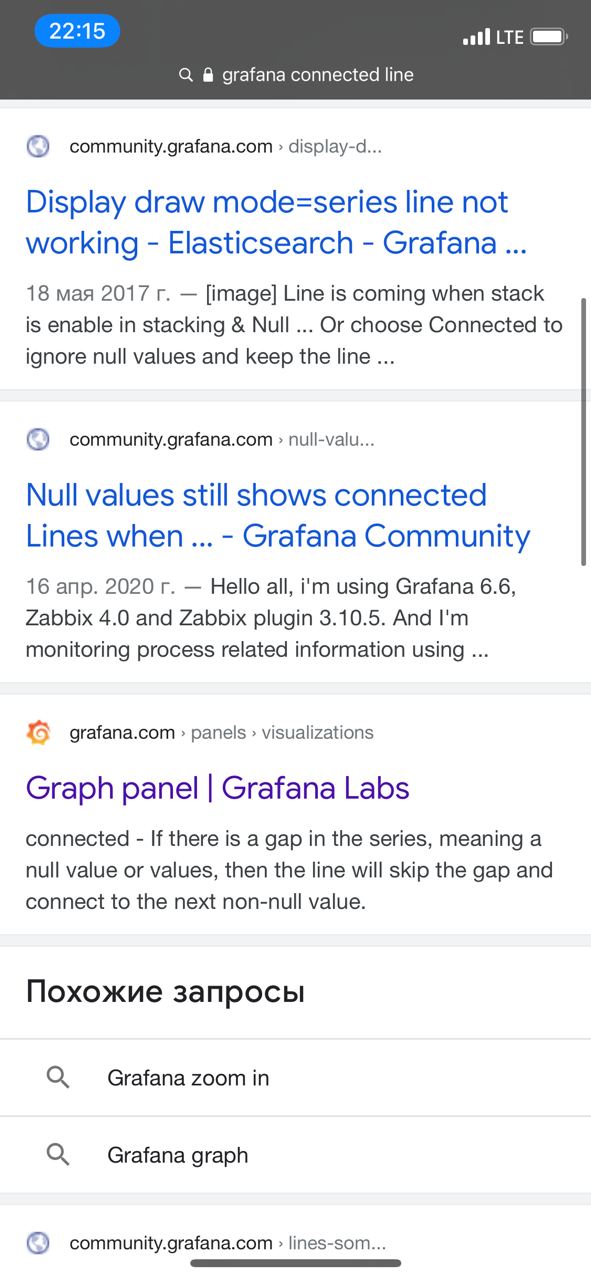 22:15
LTE
grafana connected line
community.grafana.com › display-d...
Display draw mode=series line not
working - Elasticsearch - Grafana ...
18 мая 2017 г. — [image] Line is coming when stack
is enable in stacking & Null ... Or choose Connected to
ignore null values and keep the line ...
community.grafana.com › null-valu...
Null values still shows connected
Lines when ... - Grafana Community
16 апр. 2020 г. — Hello all, i'm using Grafana 6.6,
Zabbix 4.0 and Zabbix plugin 3.10.5. And I'm
monitoring process related information using ...
grafana.com › panels › visualizations
Graph panel | Grafana Labs
connected - If there is a gap in the series, meaning a
null value or values, then the line will skip the gap and
connect to the next non-null value.
Похожие запросы
Grafana zoom in
Grafana graph
community.grafana.com › lines-som...